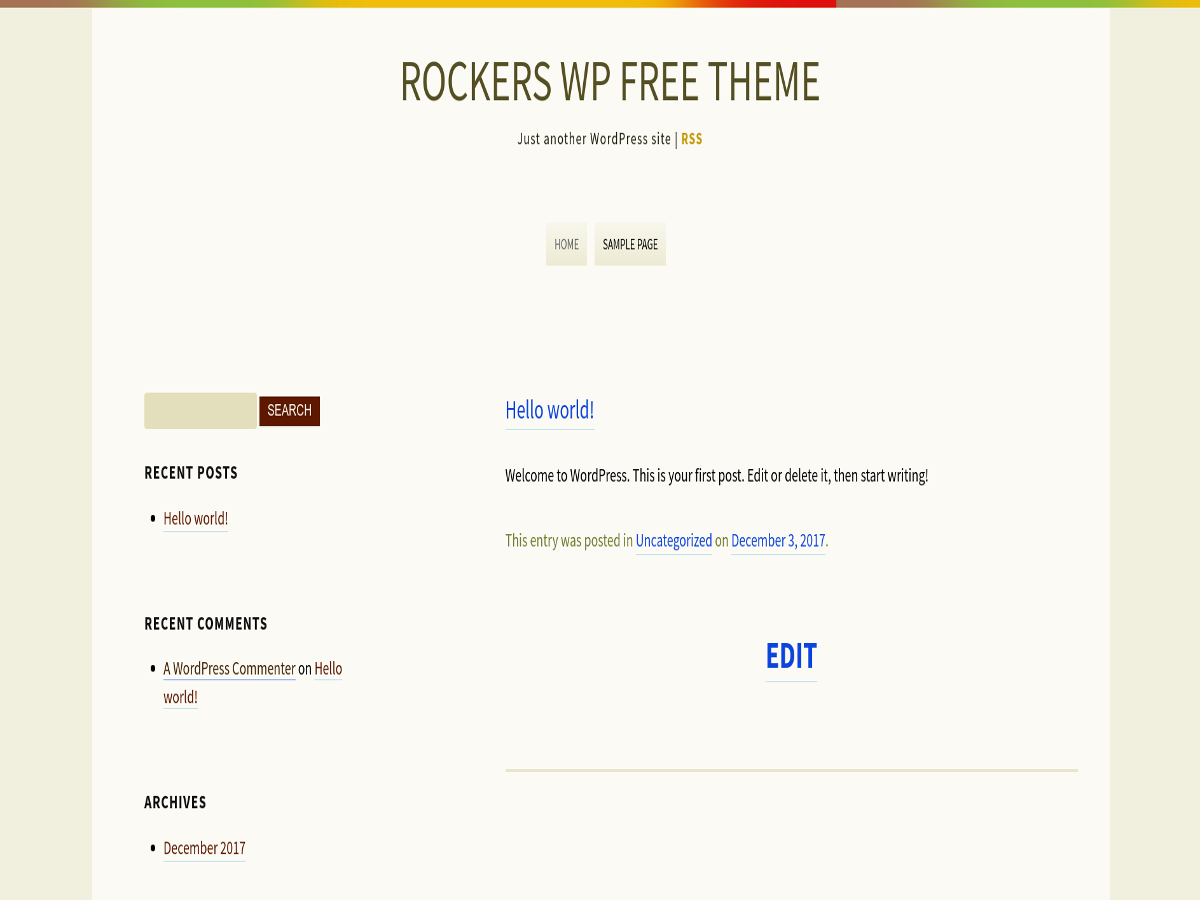 ROCKERS WP FREE THEME
Just another WordPress site | RSS
HOME SAMPLE PAGE
SEARCH
RECENT POSTS
Hello world!
RECENT COMMENTS
A WordPress Commenter on Hello
world!
ARCHIVES
December 2017
Hello world!
Welcome to WordPress. This is your first post. Edit or delete it, then start writing!
This entry was posted in Uncategorized on December 3, 2017.
EDIT